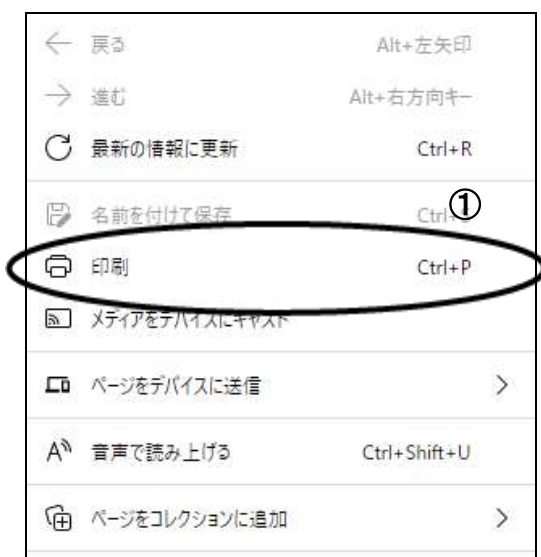 戻る Alt+左矢印
進む Alt+右方向キー
最新の情報に更新 Ctrl+R
名前を付けて保存 Ctrl+ ①
印刷 Ctrl+P
メディアをデバイスにキャスト
ページをデバイスに送信
音声で読み上げる Ctrl+Shift+U
ページをコレクションに追加